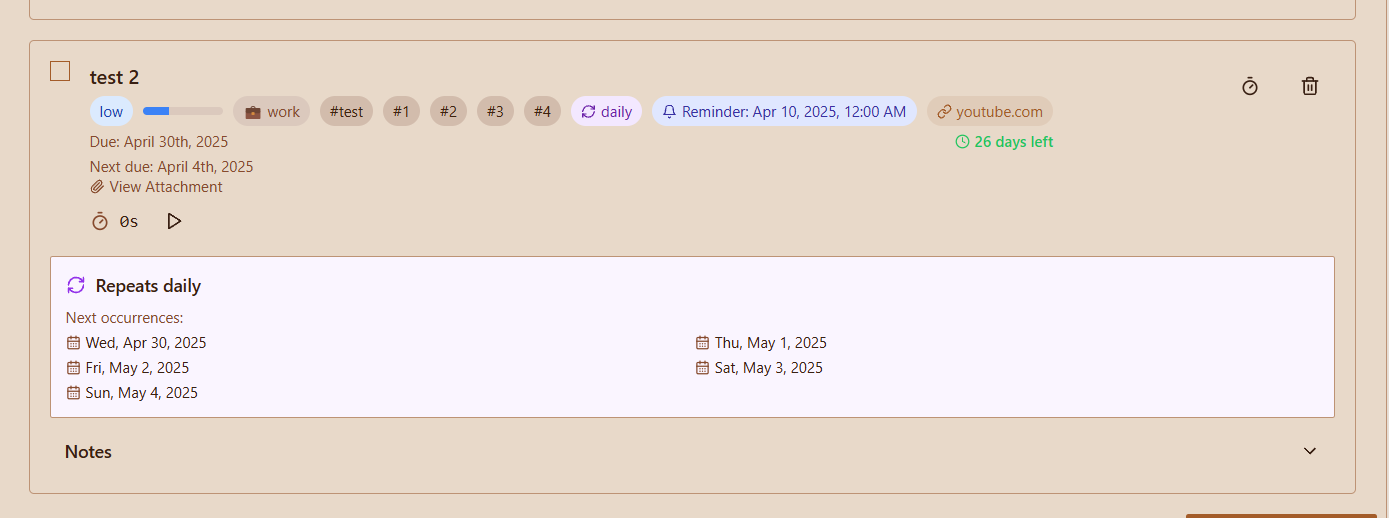 test 2
low work #test #1 #2 #3 #4 daily Reminder: Apr 10, 2025, 12:00 AM youtube.com
Due: April 30th, 2025 26 days left
Next due: April 4th, 2025
View Attachment
0s
Repeats daily
Next occurrences:
Wed, Apr 30, 2025 Thu, May 1, 2025
Fri, May 2, 2025 Sat, May 3, 2025
Sun, May 4, 2025
Notes